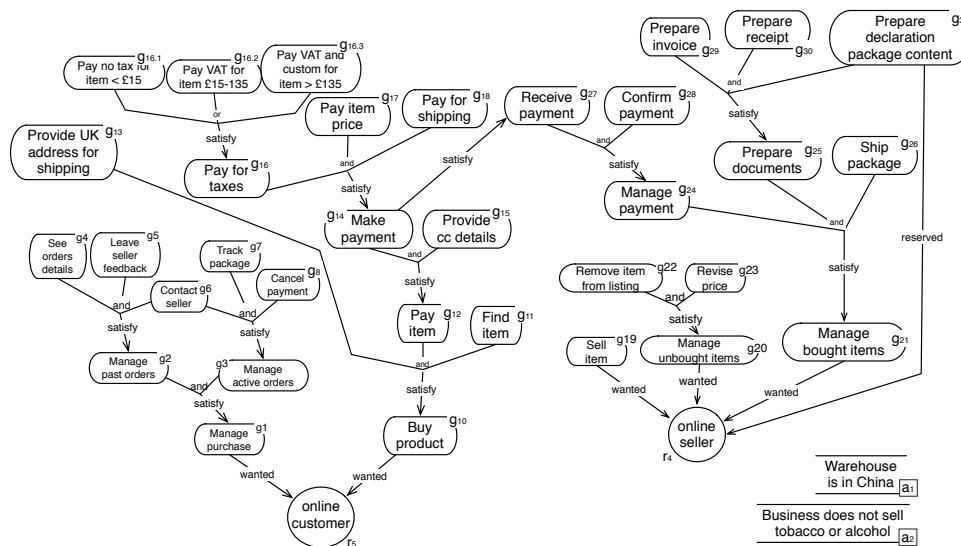 Pay no tax for
item < £15
g16.1
Pay VAT for
item £15-135
g16.2
Pay VAT and
custom for
item > £135
g16.3
or
satisfy
Pay for
taxes
g16
Pay item
price
g17
Pay for
shipping
g18
and
satisfy
Provide UK
address for
shipping
g13
Make
payment
g14
Provide
cc details
g15
and
satisfy
satisfy
Receive
payment
g27
Confirm
payment
g28
and
satisfy
Manage
payment
g24
Prepare
invoice
g29
Prepare
receipt
g30
Prepare
declaration
package content
and
satisfy
Prepare
documents
g25
Ship
package
g26
and
satisfy
reserved
See
orders
details
g4
Leave
seller
feedback
g5
Contact
seller
g6
Track
package
g7
Cancel
payment
g8
and
satisfy
and
satisfy
Manage
past orders
g2
Manage
active orders
g3
and
satisfy
Manage
purchase
g1
wanted
Pay
item
g12
Find
item
g11
and
satisfy
Buy
product
g10
wanted
online
customer
r5
Remove item
from listing
g22
Revise
price
g23
and
satisfy
Sell
item
g19
Manage
unbought items
g20
Manage
bought items
g21
wanted
wanted
wanted
online
seller
r4
Warehouse
is in China
a1
Business does not sell
tobacco or alcohol
a2